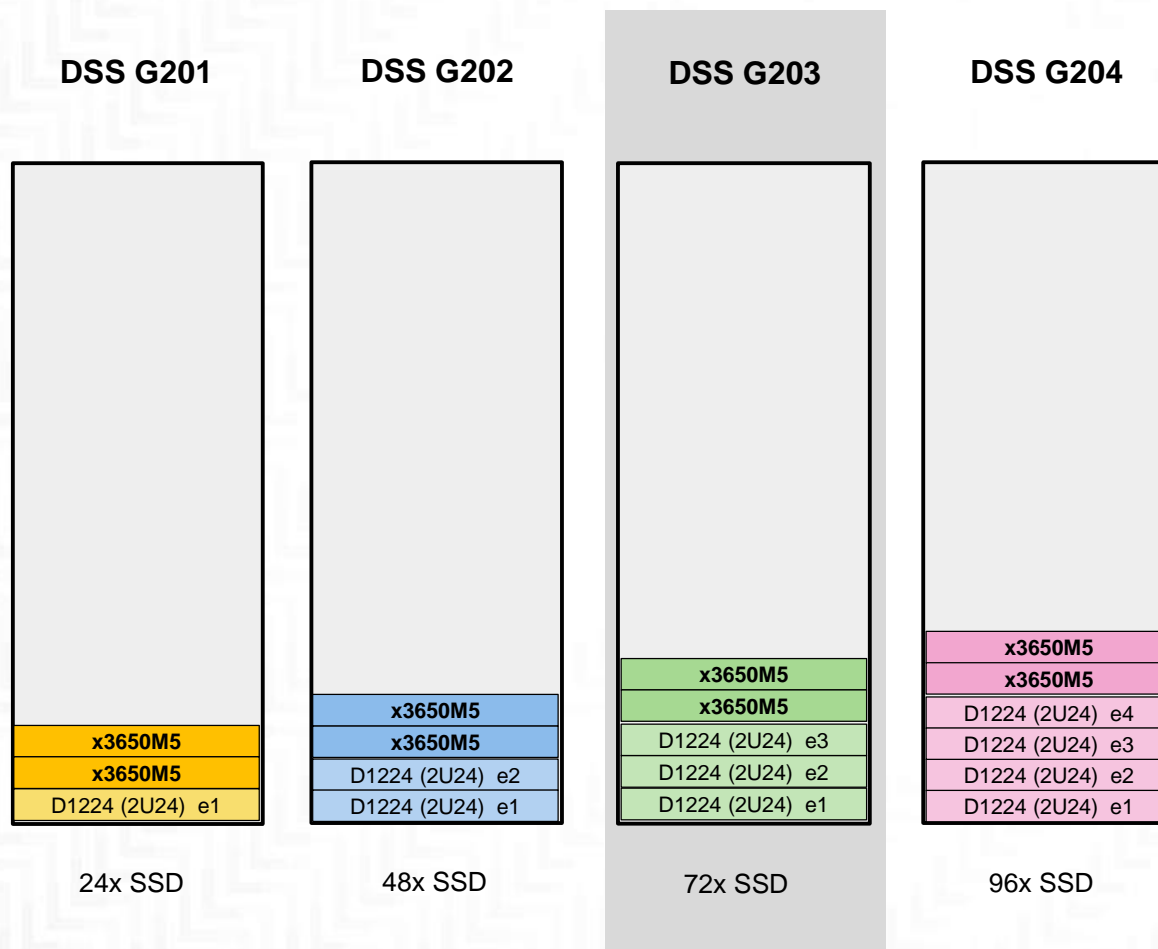 DSS G201
x3650M5
x3650M5
D1224 (2U24) e1
24x SSD
DSS G202
x3650M5
x3650M5
D1224 (2U24) e2
D1224 (2U24) e1
48x SSD
DSS G203
x3650M5
x3650M5
D1224 (2U24) e3
D1224 (2U24) e2
D1224 (2U24) e1
72x SSD
DSS G204
x3650M5
x3650M5
D1224 (2U24) e4
D1224 (2U24) e3
D1224 (2U24) e2
D1224 (2U24) e1
96x SSD